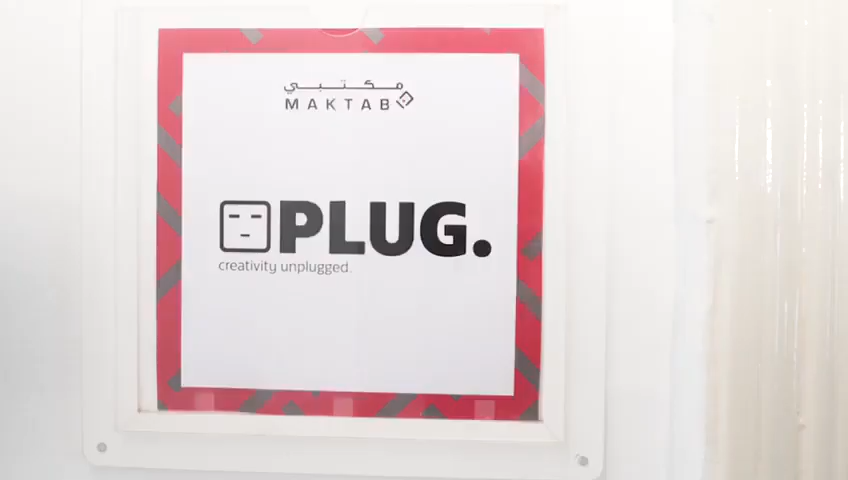 مكتبي
MAKTAB
PLUG.
creativity unplugged.